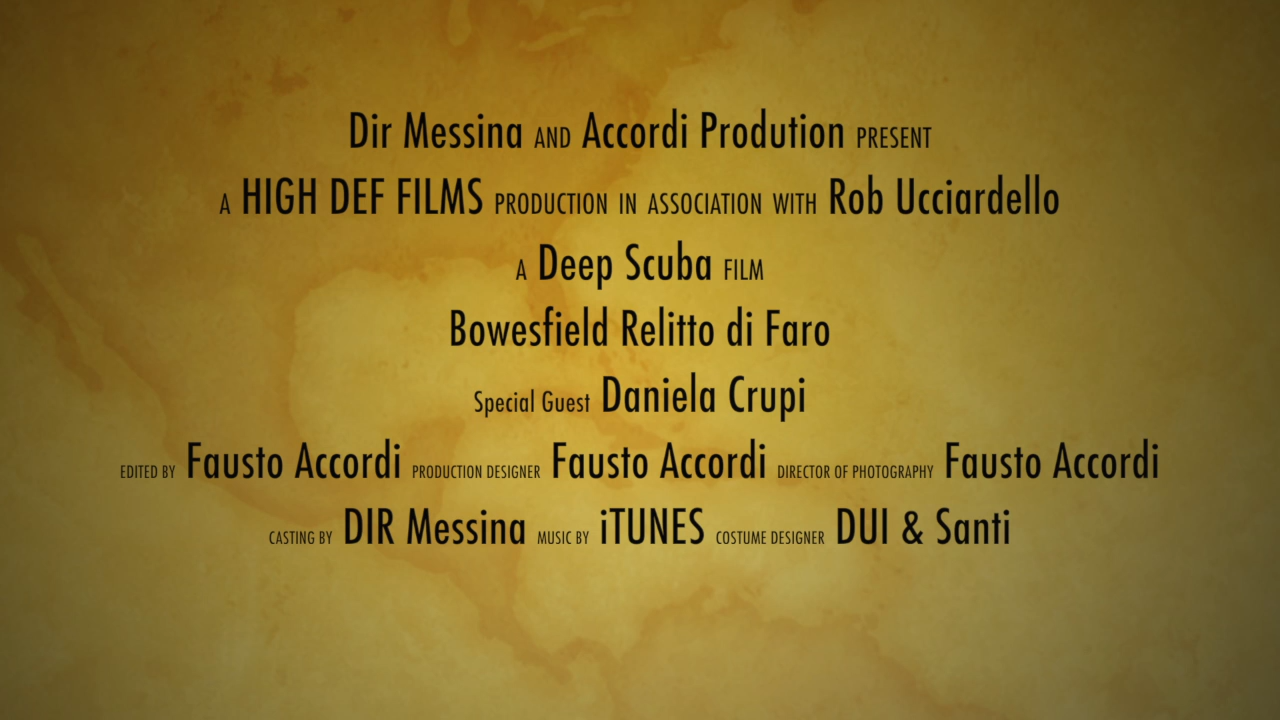 Dir Messina AND Accordi Prodution PRESENT
A HIGH DEF FILMS PRODUCTION IN ASSOCIATION WITH Rob Ucciardello
A Deep Scuba FILM
Bowesfield Relitto di Faro
Special Guest Daniela Crupi
EDITED BY Fausto Accordi PRODUCTION DESIGNER Fausto Accordi DIRECTOR OF PHOTOGRAPHY Fausto Accordi
CASTING BY DIR Messina MUSIC BY iTUNES COSTUME DESIGNER DUI & Santi